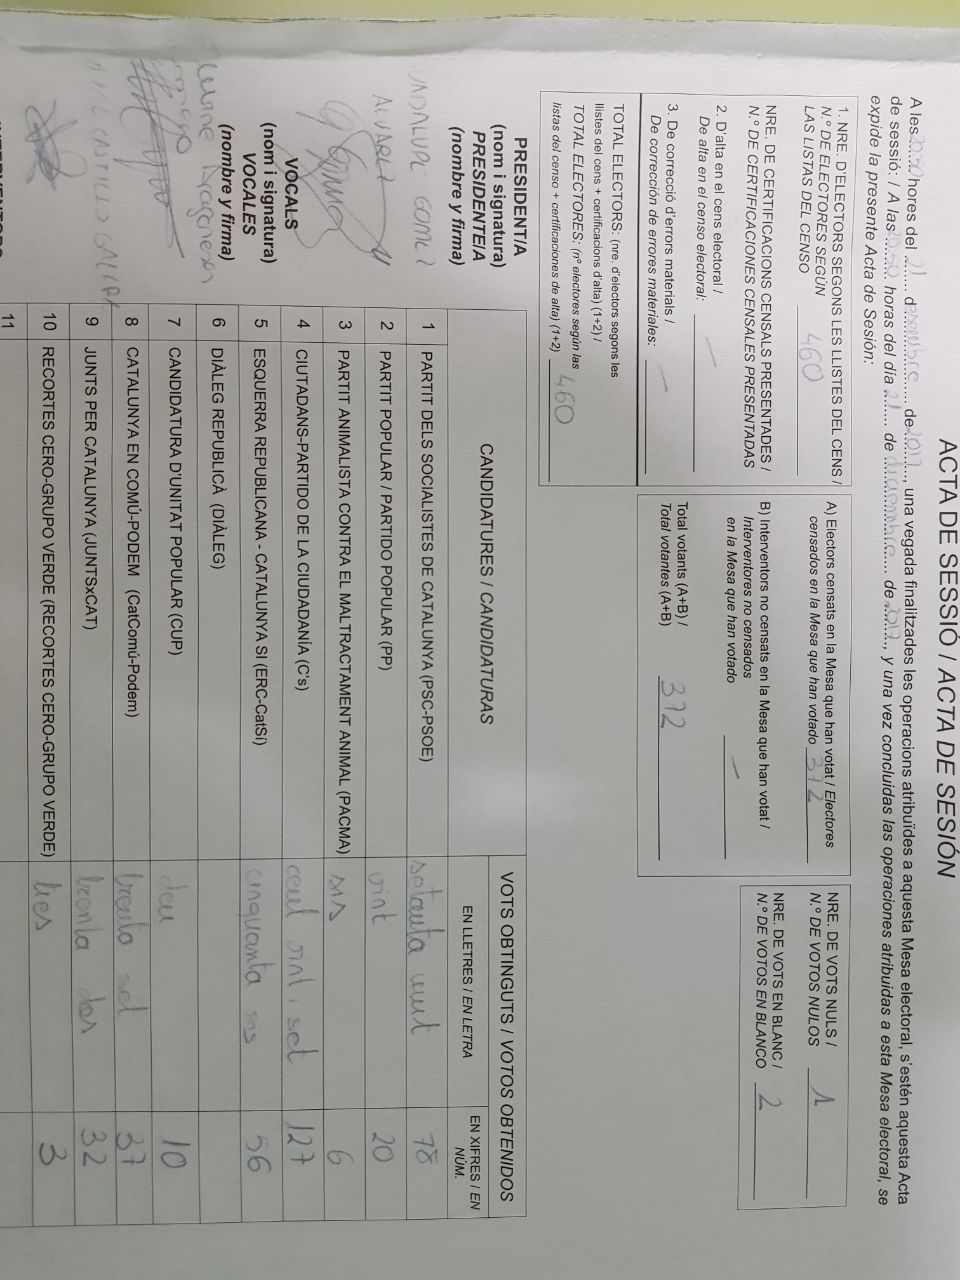 ACTA DE SESSIÓ / ACTA DE SESIÓN
A les 20:50 hores del 21 d desembre de 2017, una vegada finalitzades les operacions atribuïdes a aquesta Mesa electoral, s'estén aquesta Acta
de sessió: / A las 20:50 horas del día 21 de diciembre de 2017, y una vez concluidas las operaciones atribuidas a esta Mesa electoral, se
expide la presente Acta de Sesión:
1. NRE. D'ELECTORS SEGONS LES LLISTES DEL CENS /
N.º DE ELECTORES SEGÚN
LAS LISTAS DEL CENSO 460
NRE. DE CERTIFICACIONS CENSALS PRESENTADES /
N.º DE CERTIFICACIONES CENSALES PRESENTADAS
2. D'alta en el cens electoral /
De alta en el censo electoral: —
3. De correcció d'errors materials /
De corrección de errores materiales: —
TOTAL ELECTORS: (nre. d'electors segons les
llistes del cens + certificacions d'alta) (1+2) /
TOTAL ELECTORES: (nº electores según las
listas del censo + certificaciones de alta) (1+2) 460
A) Electors censats en la Mesa que han votat / Electores
censados en la Mesa que han votado 372
B) Interventors no censats en la Mesa que han votat /
Interventores no censados
en la Mesa que han votado —
Total votants (A+B) /
Total votantes (A+B) 372
NRE. DE VOTS NULS /
N.º DE VOTOS NULOS 1
NRE. DE VOTS EN BLANC /
N.º DE VOTOS EN BLANCO 2
PRESIDENT/A
(nom i signatura)
PRESIDENTE/A
(nombre y firma)
GUADALUPE GOMEZ
ALVAREZ
VOCALS
(nom i signatura)
VOCALES
(nombre y firma)
CASTILLO
CANDIDATURES / CANDIDATURAS
VOTS OBTINGUTS / VOTOS OBTENIDOS
EN LLETRES / EN LETRA
EN XIFRES / EN
NÚM.
1 PARTIT DELS SOCIALISTES DE CATALUNYA (PSC-PSOE) setanta vuit 78
2 PARTIT POPULAR / PARTIDO POPULAR (PP) vint 20
3 PARTIT ANIMALISTA CONTRA EL MALTRACTAMENT ANIMAL (PACMA) sis 6
4 CIUTADANS-PARTIDO DE LA CIUDADANÍA (C's) cent vint i set 127
5 ESQUERRA REPUBLICANA - CATALUNYA SI (ERC-CatSí) cinquanta sis 56
6 DIÀLEG REPUBLICÀ (DIÀLEG)
7 CANDIDATURA D'UNITAT POPULAR (CUP) deu 10
8 CATALUNYA EN COMÚ-PODEM (CatComú-Podem) trenta set 37
9 JUNTS PER CATALUNYA (JUNTSxCAT) trenta dos 32
10 RECORTES CERO-GRUPO VERDE (RECORTES CERO-GRUPO VERDE) tres 3
11